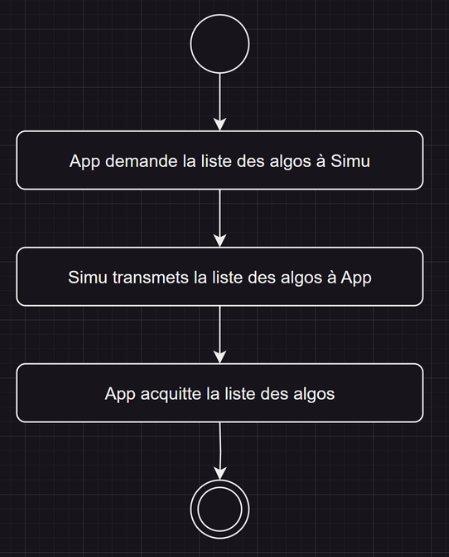 App demande la liste des algos à Simu
Simu transmets la liste des algos à App
App acquitte la liste des algos